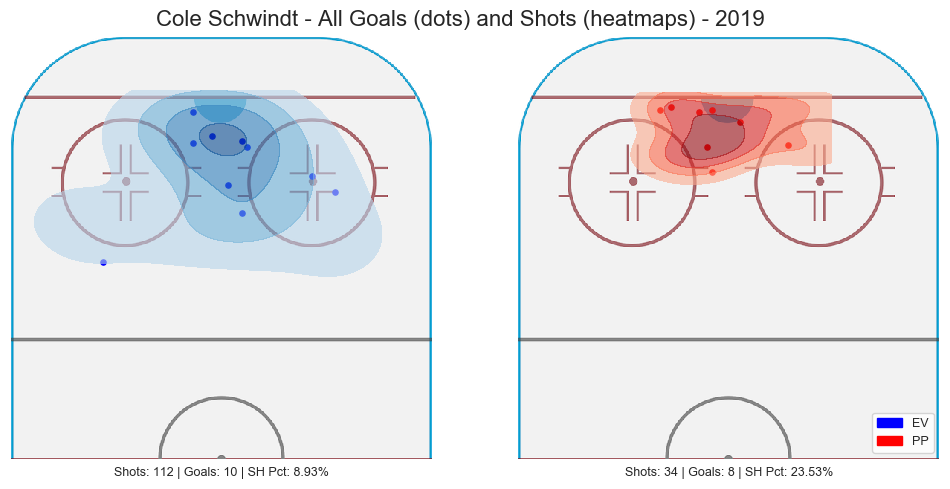 Cole Schwindt - All Goals (dots) and Shots (heatmaps) - 2019
EV
PP
Shots: 112 | Goals: 10 | SH Pct: 8.93%
Shots: 34 | Goals: 8 | SH Pct: 23.53%